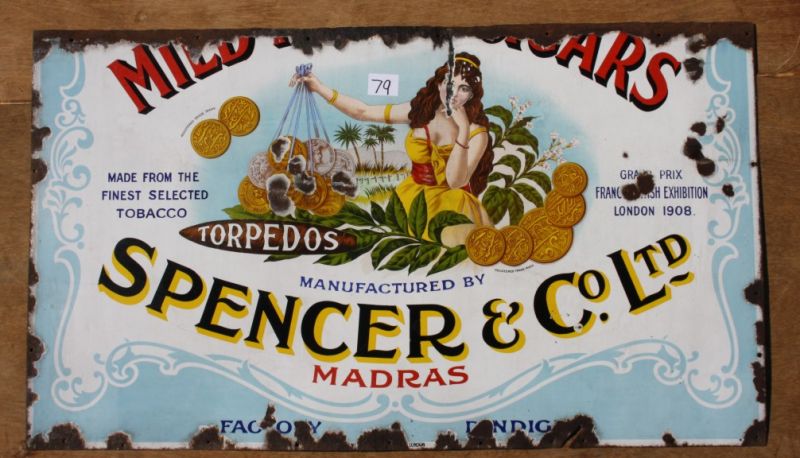 MILD CIGARS
79
MADE FROM THE
FINEST SELECTED
TOBACCO
GRAND PRIX
EXHIBITION
LONDON 1908.
TORPEDOS
MANUFACTURED BY
SPENCER & CO. LTD
MADRAS
FACTORY